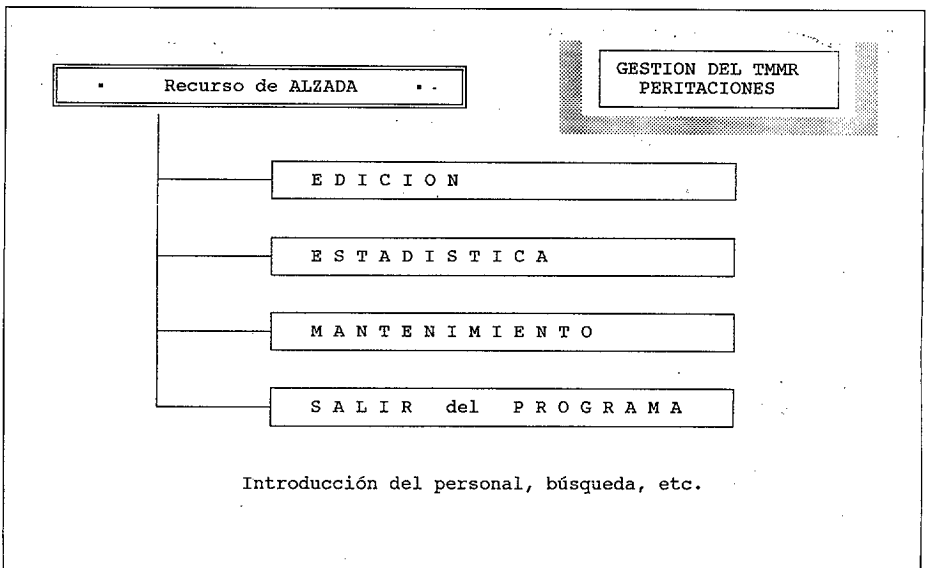 Recurso de ALZADA
GESTION DEL TMMR
PERITACIONES
E D I C I O N
E S T A D I S T I C A
M A N T E N I M I E N T O
S A L I R del P R O G R A M A
Introducción del personal, búsqueda, etc.